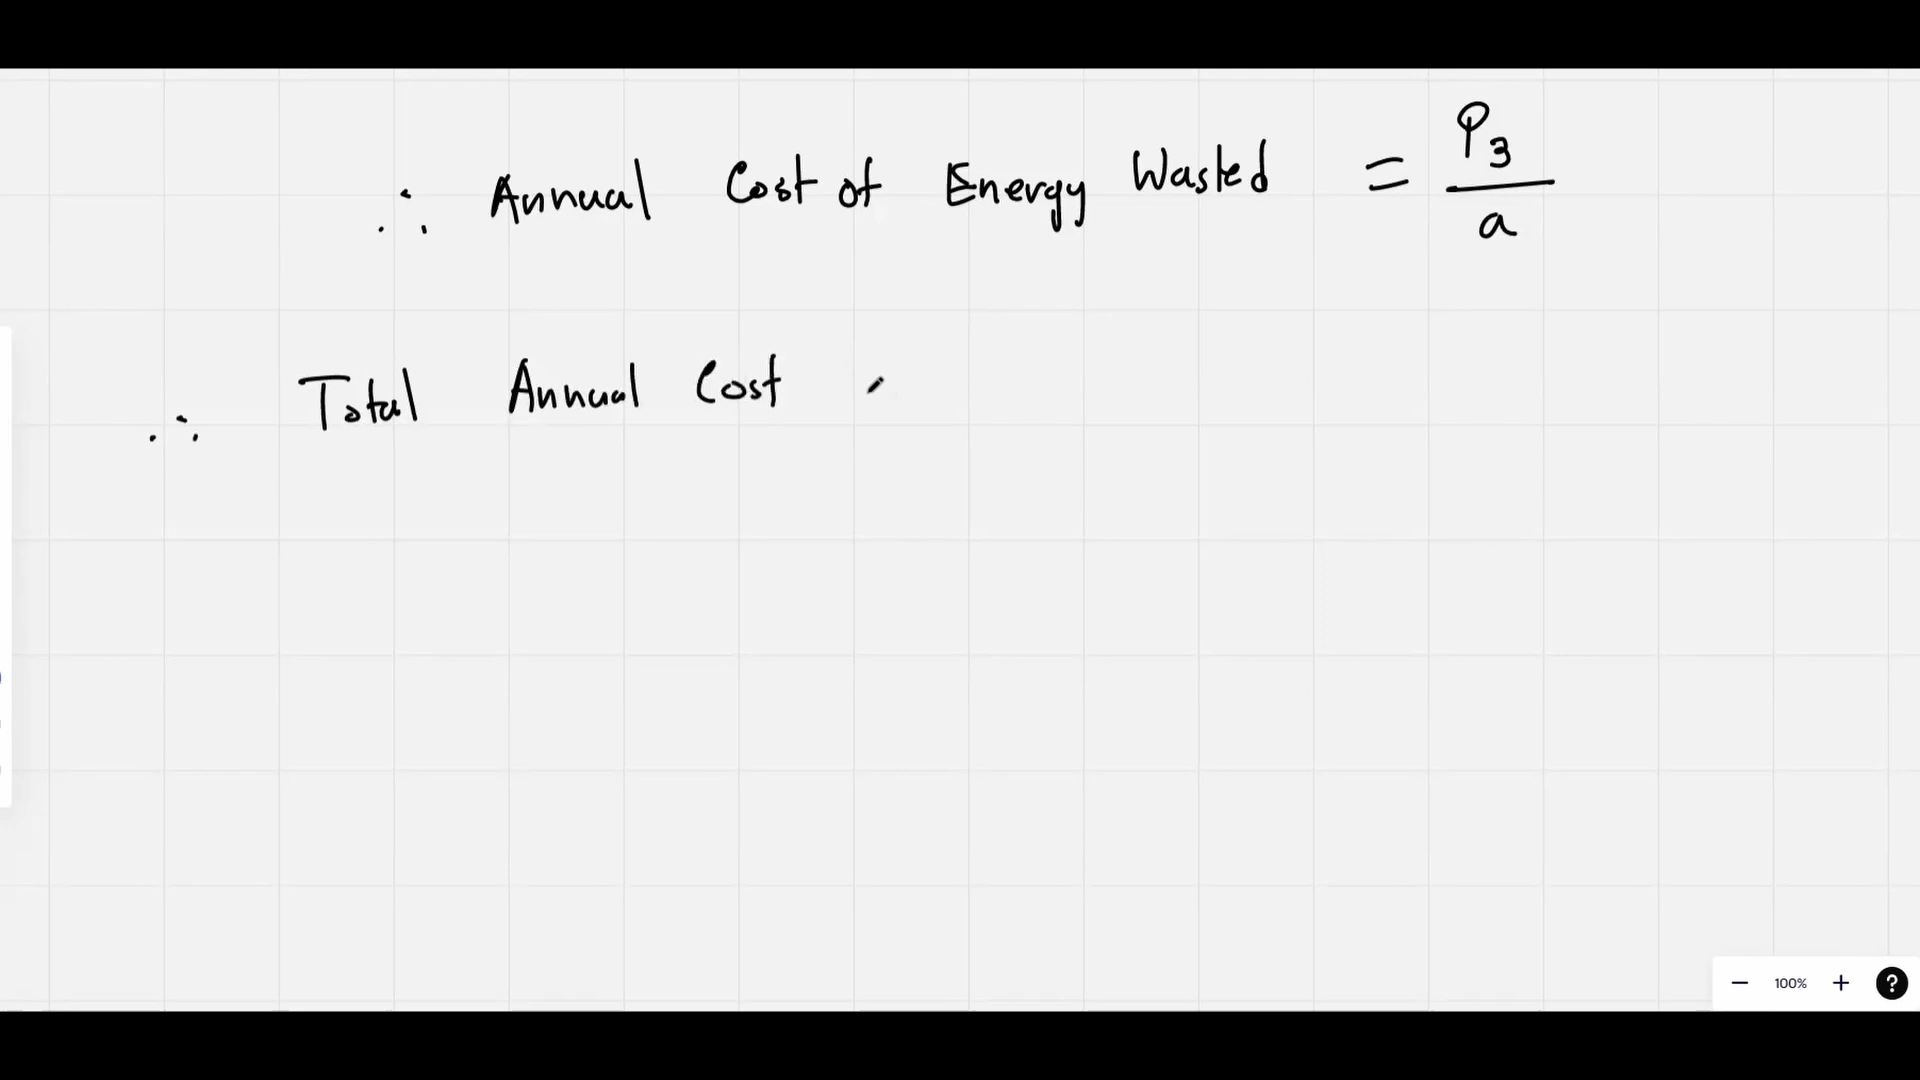 ∴ Annual Cost of Energy Wasted = P₃/a
∴ Total Annual Cost
100%
?